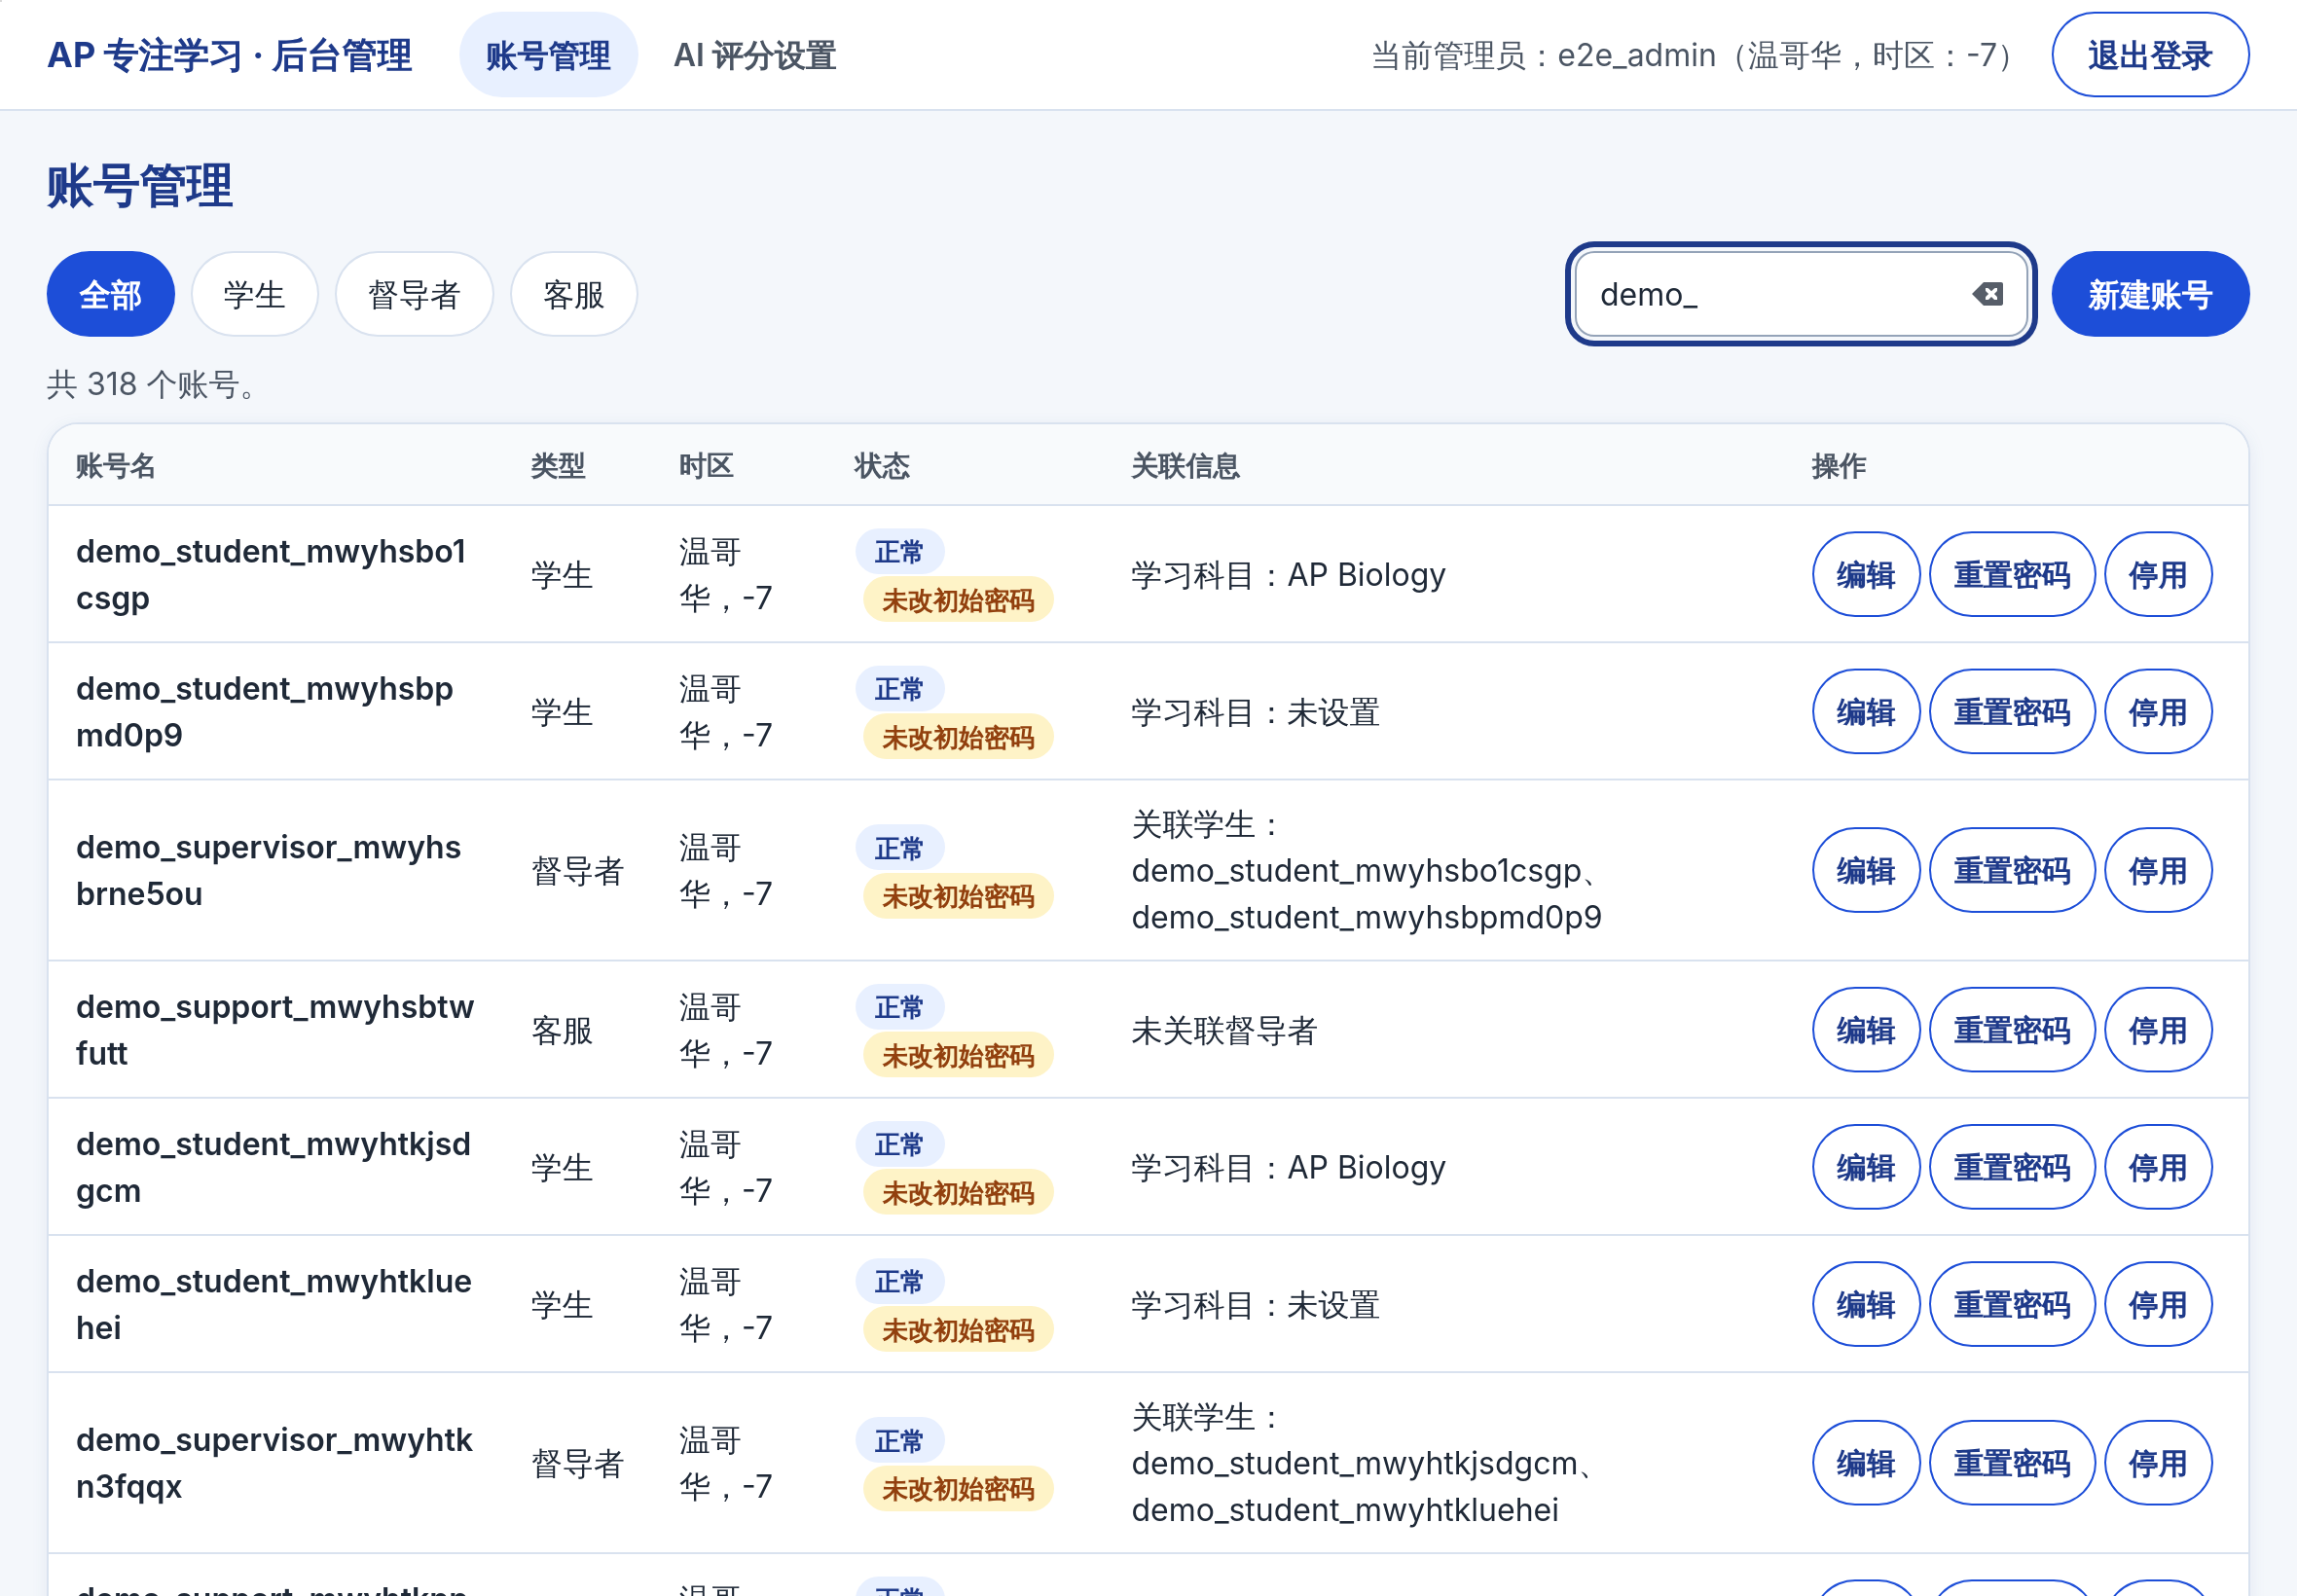 AP 专注学习 · 后台管理 账号管理 AI 评分设置 当前管理员：e2e_admin（温哥华，时区：-7） 退出登录
账号管理
全部 学生 督导者 客服 demo_ 新建账号
共 318 个账号。
账号名 类型 时区 状态 关联信息 操作
demo_student_mwyhsbo1
csgp
学生
温哥
华，-7
正常
未改初始密码
学习科目：AP Biology
编辑 重置密码 停用
demo_student_mwyhsbp
md0p9
学生
温哥
华，-7
正常
未改初始密码
学习科目：未设置
编辑 重置密码 停用
demo_supervisor_mwyhs
brne5ou
督导者
温哥
华，-7
正常
未改初始密码
关联学生：
demo_student_mwyhsbo1csgp、
demo_student_mwyhsbpmd0p9
编辑 重置密码 停用
demo_support_mwyhsbtw
futt
客服
温哥
华，-7
正常
未改初始密码
未关联督导者
编辑 重置密码 停用
demo_student_mwyhtkjsd
gcm
学生
温哥
华，-7
正常
未改初始密码
学习科目：AP Biology
编辑 重置密码 停用
demo_student_mwyhtklue
hei
学生
温哥
华，-7
正常
未改初始密码
学习科目：未设置
编辑 重置密码 停用
demo_supervisor_mwyhtk
n3fqqx
督导者
温哥
华，-7
正常
未改初始密码
关联学生：
demo_student_mwyhtkjsdgcm、
demo_student_mwyhtkluehei
编辑 重置密码 停用